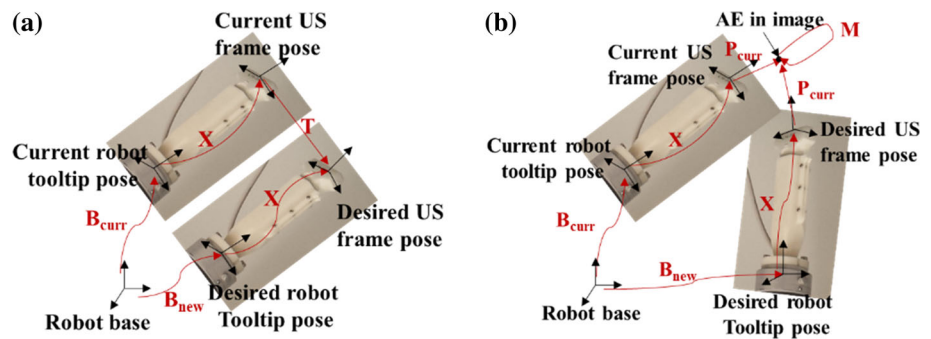 (a)
Current US
frame pose
X
T
Current robot
tooltip pose
X
Desired US
frame pose
Bcurr
Bnew
Desired robot
Tooltip pose
Robot base
(b)
AE in image
M
Pcurr
Current US
frame pose
Pcurr
X
Desired US
frame pose
Current robot
tooltip pose
X
Bcurr
Bnew
Desired robot
Tooltip pose
Robot base